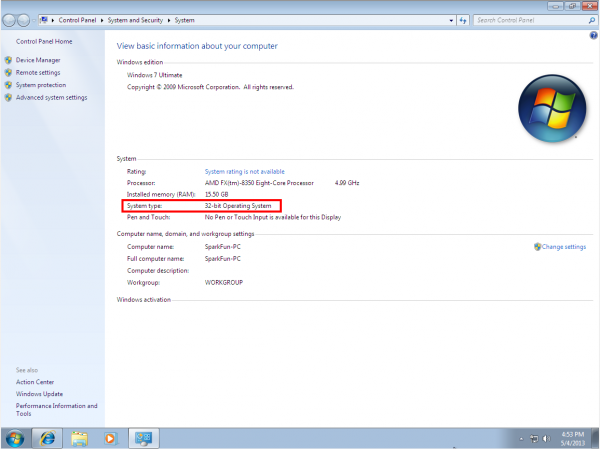 Control Panel System and Security System
Search Control Panel
Control Panel Home
Device Manager
Remote settings
System protection
Advanced system settings
View basic information about your computer
Windows edition
Windows 7 Ultimate
Copyright © 2009 Microsoft Corporation. All rights reserved.
System
Rating: System rating is not available
Processor: AMD FX(tm)-8350 Eight-Core Processor 4.99 GHz
Installed memory (RAM): 15.50 GB
System type: 32-bit Operating System
Pen and Touch: No Pen or Touch Input is available for this Display
Computer name, domain, and workgroup settings
Computer name: SparkFun-PC
Change settings
Full computer name: SparkFun-PC
Computer description:
Workgroup: WORKGROUP
Windows activation
See also
Action Center
Windows Update
Performance Information and
Tools
4:53 PM
5/4/2013